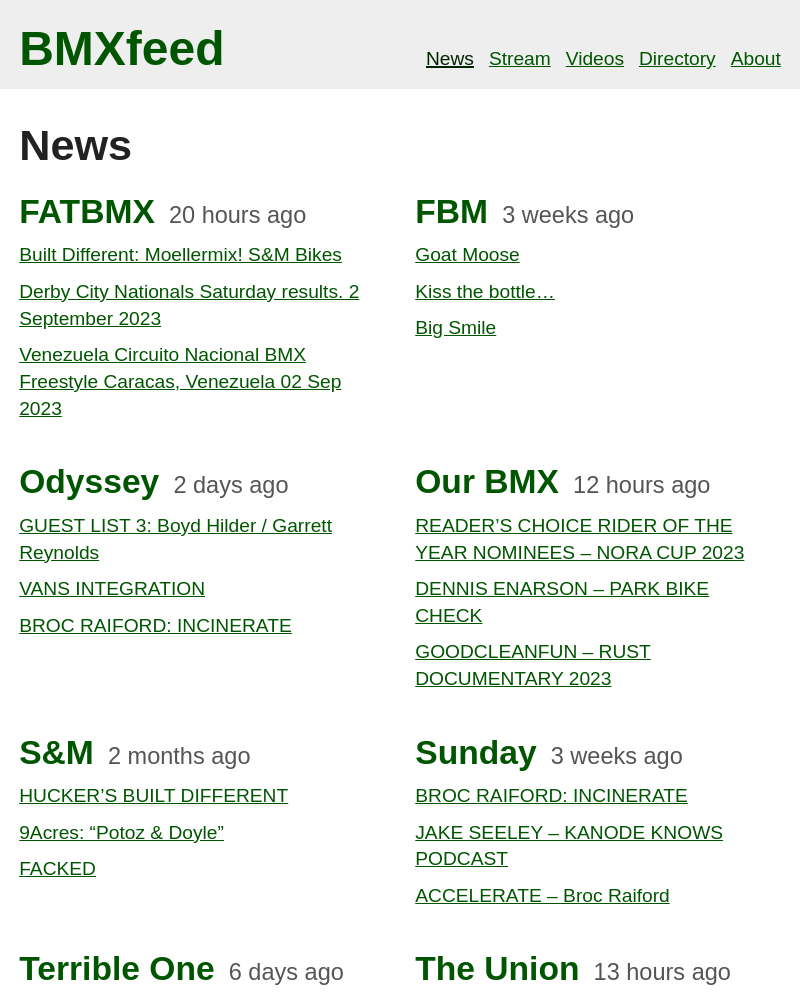 BMXfeed
News Stream Videos Directory About
News
FATBMX 20 hours ago
Built Different: Moellermix! S&M Bikes
Derby City Nationals Saturday results. 2
September 2023
Venezuela Circuito Nacional BMX
Freestyle Caracas, Venezuela 02 Sep
2023
FBM 3 weeks ago
Goat Moose
Kiss the bottle…
Big Smile
Odyssey 2 days ago
GUEST LIST 3: Boyd Hilder / Garrett
Reynolds
VANS INTEGRATION
BROC RAIFORD: INCINERATE
Our BMX 12 hours ago
READER’S CHOICE RIDER OF THE
YEAR NOMINEES – NORA CUP 2023
DENNIS ENARSON – PARK BIKE
CHECK
GOODCLEANFUN – RUST
DOCUMENTARY 2023
S&M 2 months ago
HUCKER’S BUILT DIFFERENT
9Acres: “Potoz & Doyle”
FACKED
Sunday 3 weeks ago
BROC RAIFORD: INCINERATE
JAKE SEELEY – KANODE KNOWS
PODCAST
ACCELERATE – Broc Raiford
Terrible One 6 days ago
The Union 13 hours ago